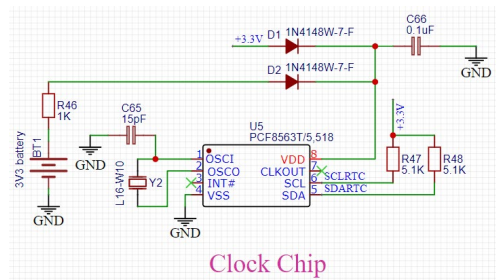 C66
0.1uF
D1 1N4148W-7-F
+3.3V
GND
D2 1N4148W-7-F
R46
1K
C65
15pF
GND
3V3 battery
BT1
GND
L16-W10
Y2
U5
PCF8563T/5,518
1 OSCI
2 OSCO
3 INT#
4 VSS
VDD 8
CLKOUT 7
SCL 6 SCLRTC
SDA 5 SDARTC
GND
+3.3V
R47
5.1K
R48
5.1K
Clock Chip